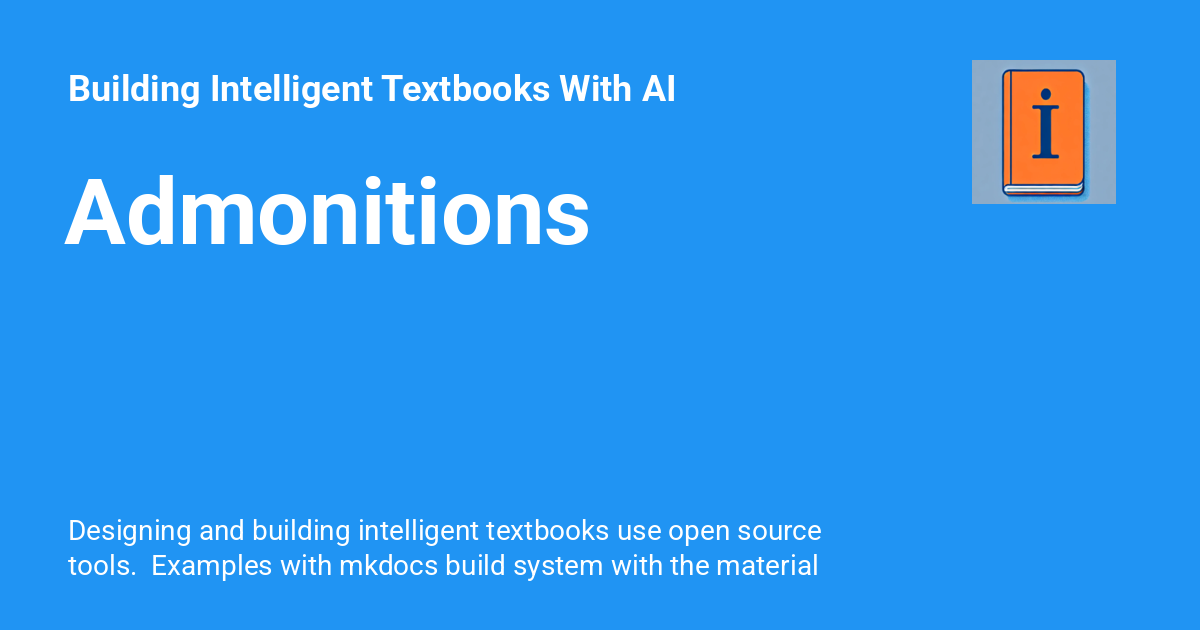 Building Intelligent Textbooks With AI
i
Admonitions
Designing and building intelligent textbooks use open source
tools.  Examples with mkdocs build system with the material